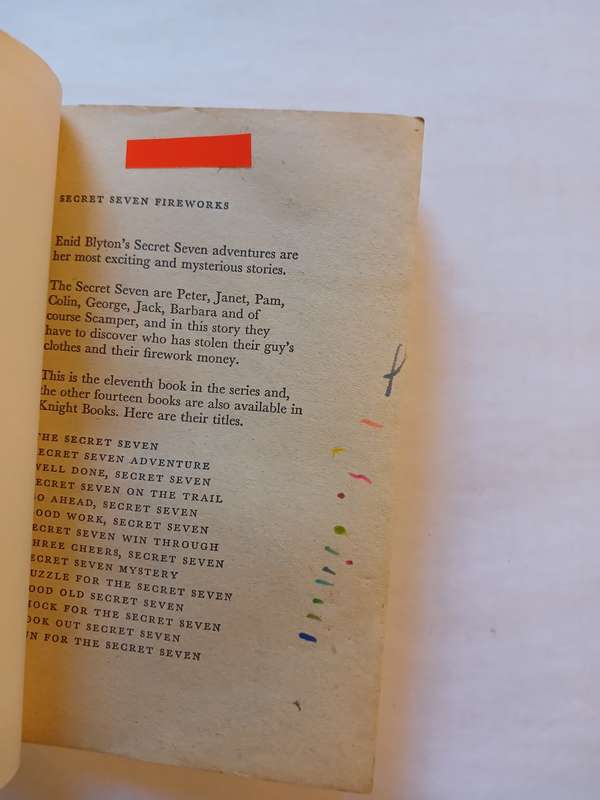 SECRET SEVEN FIREWORKS
Enid Blyton's Secret Seven adventures are
her most exciting and mysterious stories.
The Secret Seven are Peter, Janet, Pam,
Colin, George, Jack, Barbara and of
course Scamper, and in this story they
have to discover who has stolen their guy's
clothes and their firework money.
This is the eleventh book in the series and,
the other fourteen books are also available in
Knight Books. Here are their titles.
THE SECRET SEVEN
ECRET SEVEN ADVENTURE
WELL DONE, SECRET SEVEN
ECRET SEVEN ON THE TRAIL
GO AHEAD, SECRET SEVEN
OOD WORK, SECRET SEVEN
ECRET SEVEN WIN THROUGH
HREE CHEERS, SECRET SEVEN
ECRET SEVEN MYSTERY
UZZLE FOR THE SECRET SEVEN
OOD OLD SECRET SEVEN
HOCK FOR THE SECRET SEVEN
OOK OUT SECRET SEVEN
UN FOR THE SECRET SEVEN